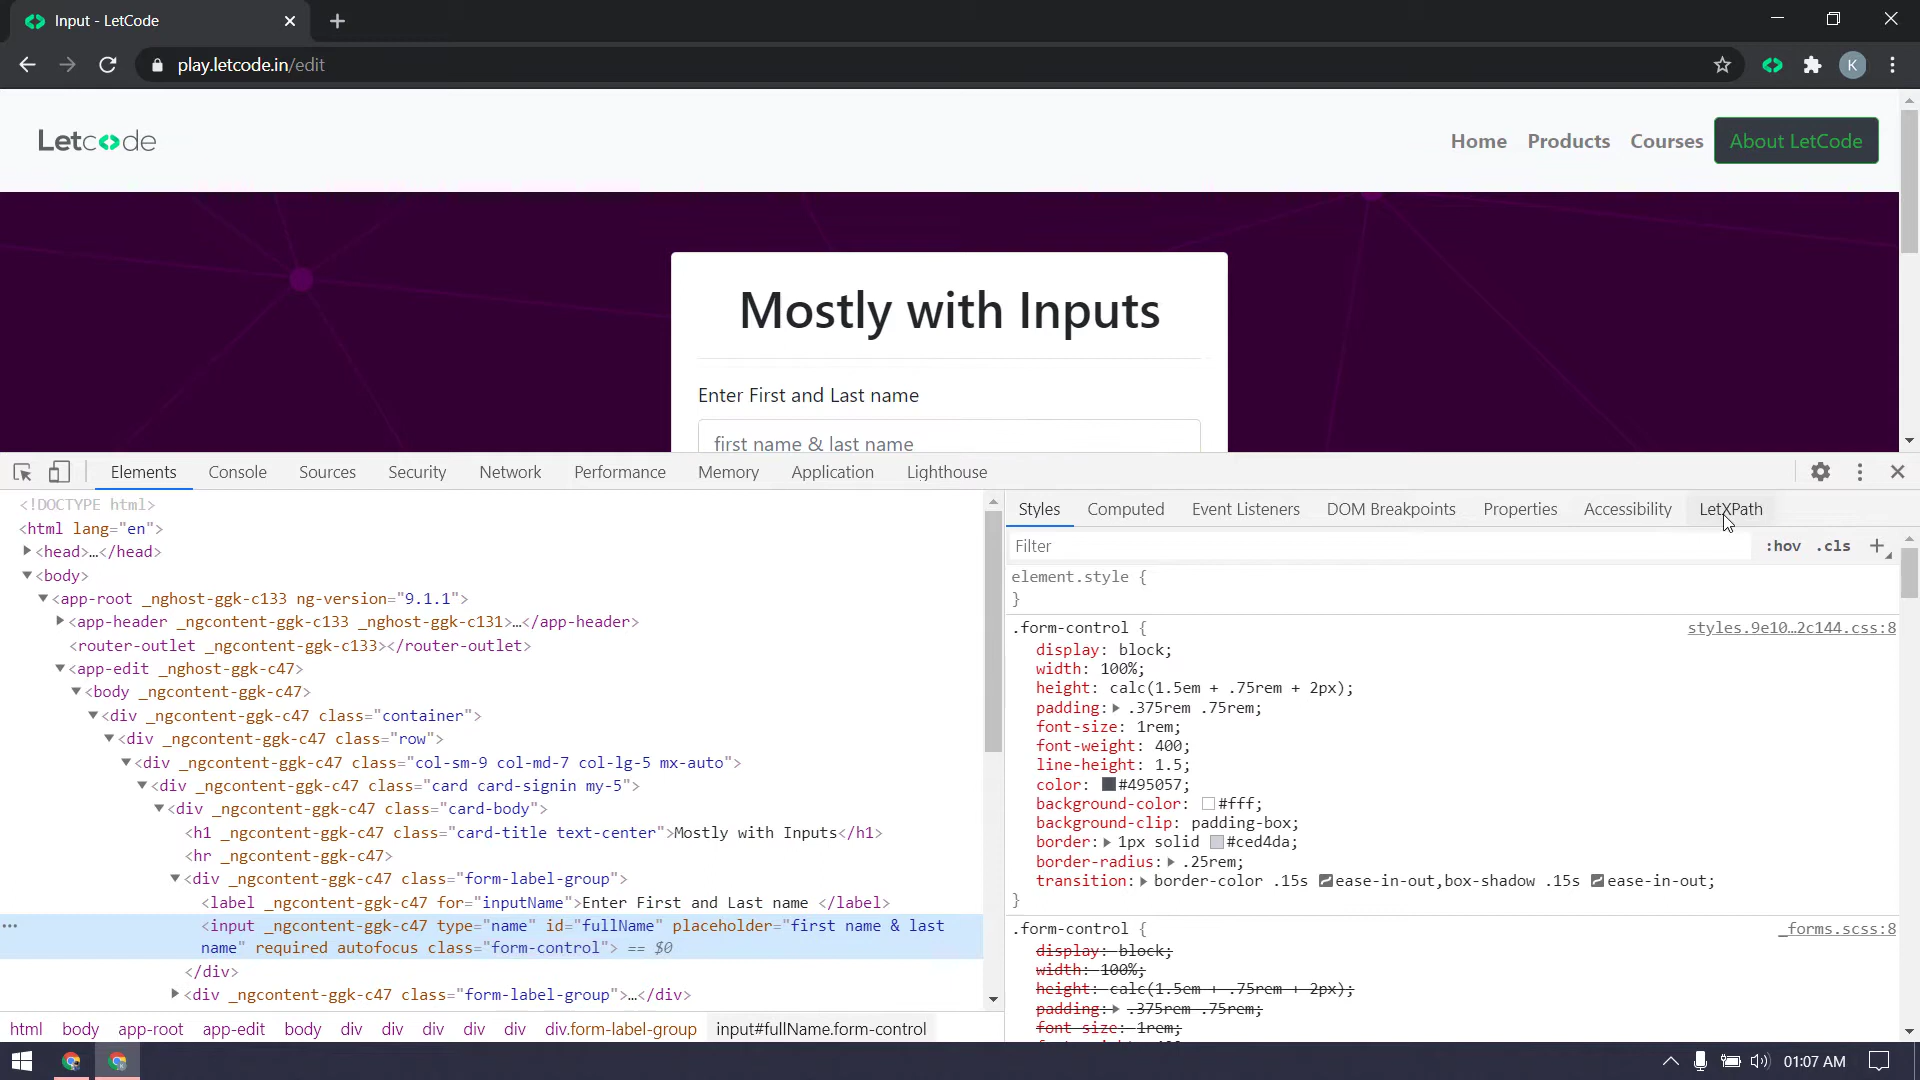 Input - LetCode
play.letcode.in/edit
K
Letcode
Home Products Courses About LetCode
Mostly with Inputs
Enter First and Last name
first name & last name
Elements Console Sources Security Network Performance Memory Application Lighthouse
<!DOCTYPE html>
<html lang="en">
<head>…</head>
<body>
<app-root _nghost-ggk-c133 ng-version="9.1.1">
<app-header _ngcontent-ggk-c133 _nghost-ggk-c131>…</app-header>
<router-outlet _ngcontent-ggk-c133></router-outlet>
<app-edit _nghost-ggk-c47>
<body _ngcontent-ggk-c47>
<div _ngcontent-ggk-c47 class="container">
<div _ngcontent-ggk-c47 class="row">
<div _ngcontent-ggk-c47 class="col-sm-9 col-md-7 col-lg-5 mx-auto">
<div _ngcontent-ggk-c47 class="card card-signin my-5">
<div _ngcontent-ggk-c47 class="card-body">
<h1 _ngcontent-ggk-c47 class="card-title text-center">Mostly with Inputs</h1>
<hr _ngcontent-ggk-c47>
<div _ngcontent-ggk-c47 class="form-label-group">
<label _ngcontent-ggk-c47 for="inputName">Enter First and Last name </label>
<input _ngcontent-ggk-c47 type="name" id="fullName" placeholder="first name & last
name" required autofocus class="form-control"> == $0
</div>
<div _ngcontent-ggk-c47 class="form-label-group">…</div>
html body app-root app-edit body div div div div div div.form-label-group input#fullName.form-control
Styles Computed Event Listeners DOM Breakpoints Properties Accessibility LetXPath
Filter :hov .cls +
element.style {
}
.form-control { styles.9e10…2c144.css:8
display: block;
width: 100%;
height: calc(1.5em + .75rem + 2px);
padding: .375rem .75rem;
font-size: 1rem;
font-weight: 400;
line-height: 1.5;
color: #495057;
background-color: #fff;
background-clip: padding-box;
border: 1px solid #ced4da;
border-radius: .25rem;
transition: border-color .15s ease-in-out,box-shadow .15s ease-in-out;
}
.form-control { _forms.scss:8
display: block;
width: 100%;
height: calc(1.5em + .75rem + 2px);
padding: .375rem .75rem;
font-size: 1rem;
01:07 AM